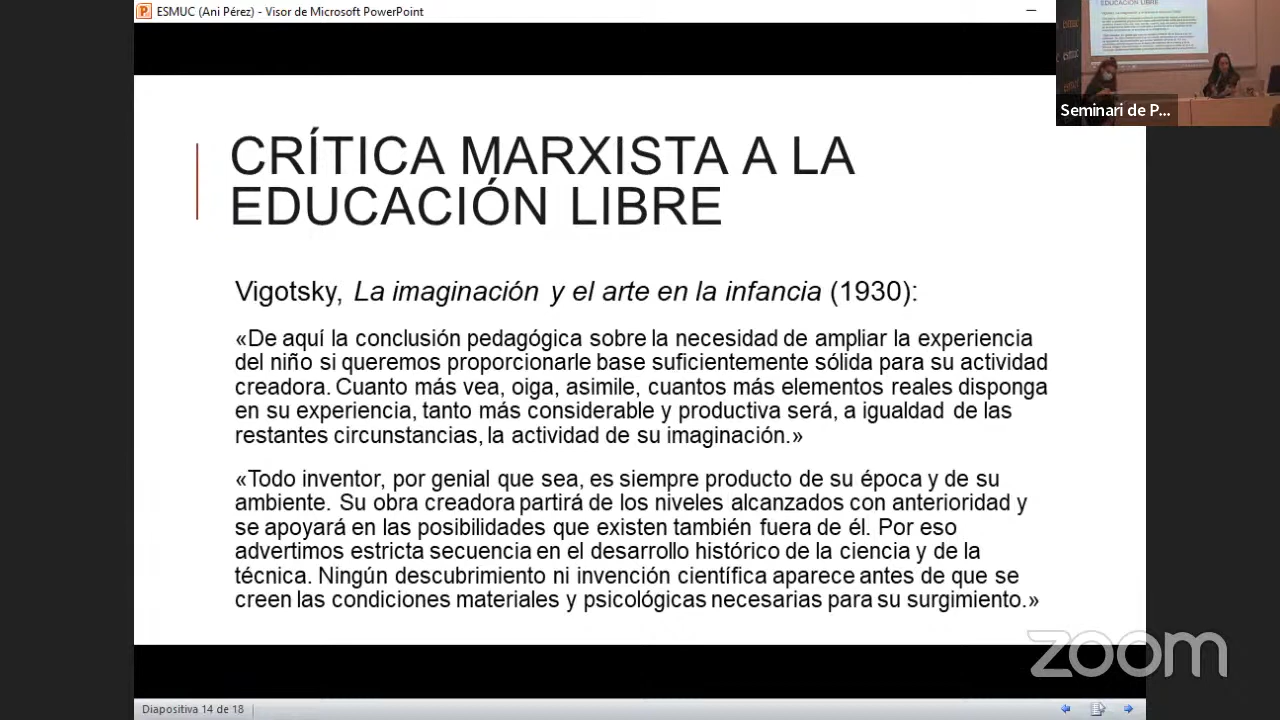 ESMUC (Ani Pérez) - Visor de Microsoft PowerPoint
EDUCACIÓN LIBRE
esmuc
Seminari de P...
CRÍTICA MARXISTA A LA
EDUCACIÓN LIBRE
Vigotsky, La imaginación y el arte en la infancia (1930):
«De aquí la conclusión pedagógica sobre la necesidad de ampliar la experiencia
del niño si queremos proporcionarle base suficientemente sólida para su actividad
creadora. Cuanto más vea, oiga, asimile, cuantos más elementos reales disponga
en su experiencia, tanto más considerable y productiva será, a igualdad de las
restantes circunstancias, la actividad de su imaginación.»
«Todo inventor, por genial que sea, es siempre producto de su época y de su
ambiente. Su obra creadora partirá de los niveles alcanzados con anterioridad y
se apoyará en las posibilidades que existen también fuera de él. Por eso
advertimos estricta secuencia en el desarrollo histórico de la ciencia y de la
técnica. Ningún descubrimiento ni invención científica aparece antes de que se
creen las condiciones materiales y psicológicas necesarias para su surgimiento.»
zoom
Diapositiva 14 de 18